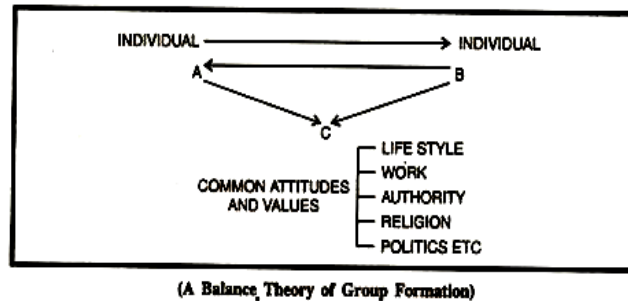 INDIVIDUAL INDIVIDUAL
A B
C
LIFE STYLE
WORK
COMMON ATTITUDES AND VALUES
AUTHORITY
RELIGION
POLITICS ETC
(A Balance Theory of Group Formation)